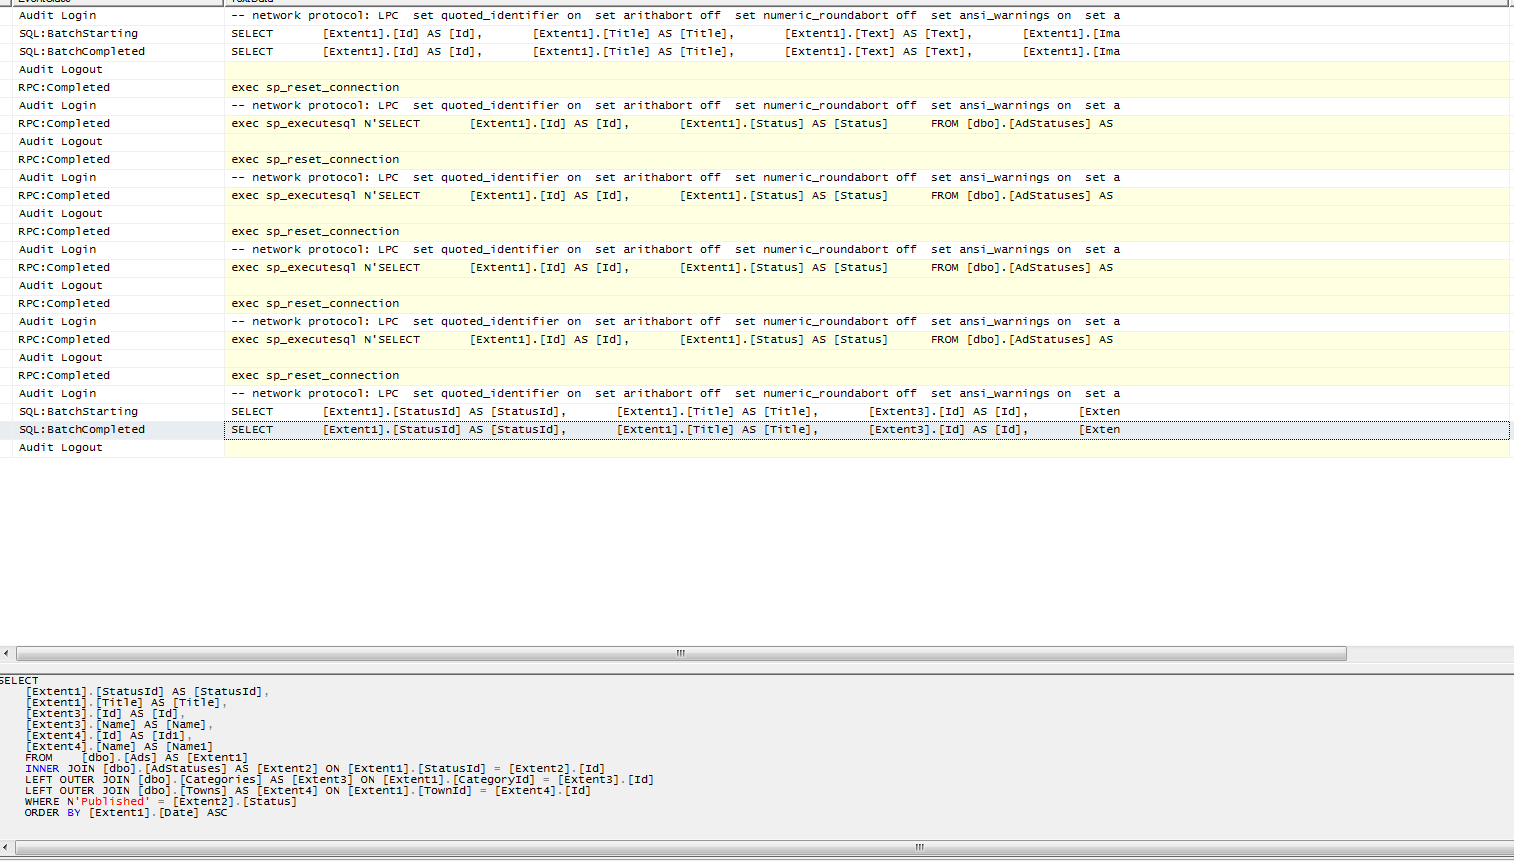 EventClass TextData
Audit Login -- network protocol: LPC  set quoted_identifier on  set arithabort off  set numeric_roundabort off  set ansi_warnings on  set a
SQL:BatchStarting SELECT [Extent1].[Id] AS [Id], [Extent1].[Title] AS [Title], [Extent1].[Text] AS [Text], [Extent1].[Ima
SQL:BatchCompleted SELECT [Extent1].[Id] AS [Id], [Extent1].[Title] AS [Title], [Extent1].[Text] AS [Text], [Extent1].[Ima
Audit Logout
RPC:Completed exec sp_reset_connection
Audit Login -- network protocol: LPC  set quoted_identifier on  set arithabort off  set numeric_roundabort off  set ansi_warnings on  set a
RPC:Completed exec sp_executesql N'SELECT [Extent1].[Id] AS [Id], [Extent1].[Status] AS [Status] FROM [dbo].[AdStatuses] AS
Audit Logout
RPC:Completed exec sp_reset_connection
Audit Login -- network protocol: LPC  set quoted_identifier on  set arithabort off  set numeric_roundabort off  set ansi_warnings on  set a
RPC:Completed exec sp_executesql N'SELECT [Extent1].[Id] AS [Id], [Extent1].[Status] AS [Status] FROM [dbo].[AdStatuses] AS
Audit Logout
RPC:Completed exec sp_reset_connection
Audit Login -- network protocol: LPC  set quoted_identifier on  set arithabort off  set numeric_roundabort off  set ansi_warnings on  set a
RPC:Completed exec sp_executesql N'SELECT [Extent1].[Id] AS [Id], [Extent1].[Status] AS [Status] FROM [dbo].[AdStatuses] AS
Audit Logout
RPC:Completed exec sp_reset_connection
Audit Login -- network protocol: LPC  set quoted_identifier on  set arithabort off  set numeric_roundabort off  set ansi_warnings on  set a
RPC:Completed exec sp_executesql N'SELECT [Extent1].[Id] AS [Id], [Extent1].[Status] AS [Status] FROM [dbo].[AdStatuses] AS
Audit Logout
RPC:Completed exec sp_reset_connection
Audit Login -- network protocol: LPC  set quoted_identifier on  set arithabort off  set numeric_roundabort off  set ansi_warnings on  set a
SQL:BatchStarting SELECT [Extent1].[StatusId] AS [StatusId], [Extent1].[Title] AS [Title], [Extent3].[Id] AS [Id], [Exten
SQL:BatchCompleted SELECT [Extent1].[StatusId] AS [StatusId], [Extent1].[Title] AS [Title], [Extent3].[Id] AS [Id], [Exten
Audit Logout
SELECT
[Extent1].[StatusId] AS [StatusId],
[Extent1].[Title] AS [Title],
[Extent3].[Id] AS [Id],
[Extent3].[Name] AS [Name],
[Extent4].[Id] AS [Id1],
[Extent4].[Name] AS [Name1]
FROM [dbo].[Ads] AS [Extent1]
INNER JOIN [dbo].[AdStatuses] AS [Extent2] ON [Extent1].[StatusId] = [Extent2].[Id]
LEFT OUTER JOIN [dbo].[Categories] AS [Extent3] ON [Extent1].[CategoryId] = [Extent3].[Id]
LEFT OUTER JOIN [dbo].[Towns] AS [Extent4] ON [Extent1].[TownId] = [Extent4].[Id]
WHERE N'Published' = [Extent2].[Status]
ORDER BY [Extent1].[Date] ASC